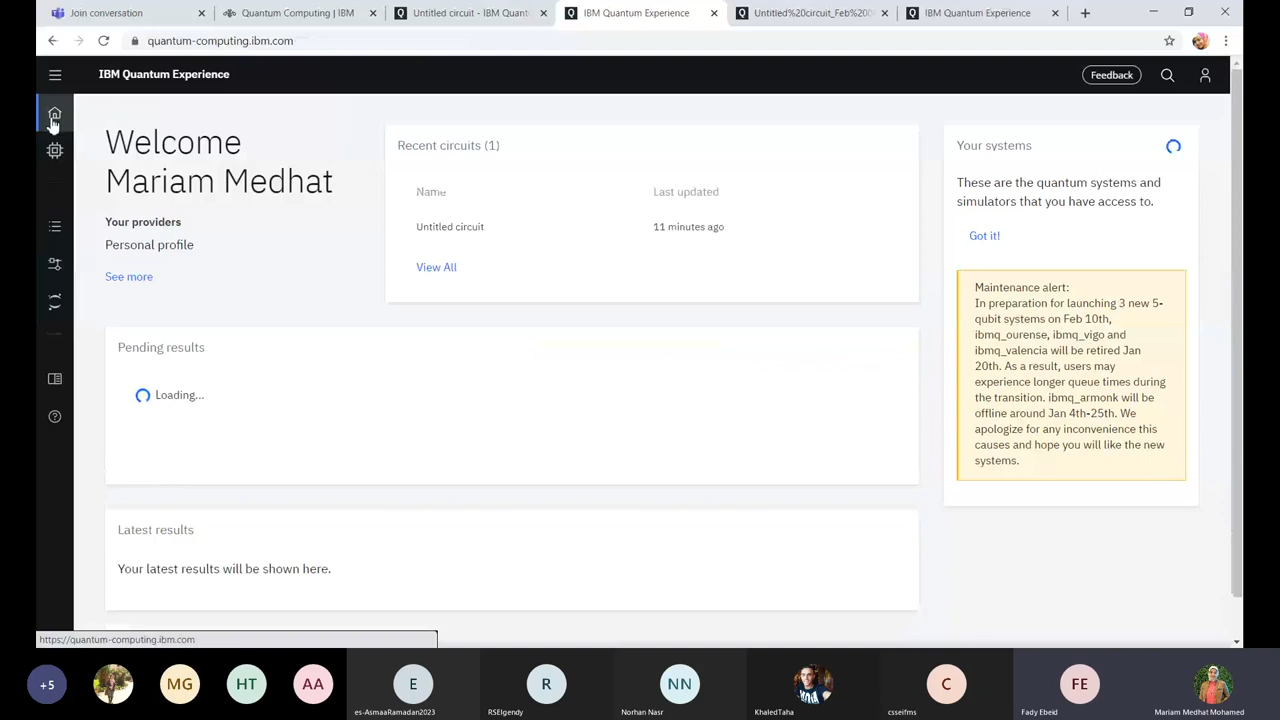 Join conversation
Quantum Computing | IBM
Untitled circuit - IBM Quant
IBM Quantum Experience
Untitled%20circuit_Feb%20
IBM Quantum Experience
quantum-computing.ibm.com
IBM Quantum Experience
Feedback
Welcome
Mariam Medhat
Your providers
Personal profile
See more
Recent circuits (1)
Name
Last updated
Untitled circuit
11 minutes ago
View All
Your systems
These are the quantum systems and
simulators that you have access to.
Got it!
Maintenance alert:
In preparation for launching 3 new 5-
qubit systems on Feb 10th,
ibmq_ourense, ibmq_vigo and
ibmq_valencia will be retired Jan
20th. As a result, users may
experience longer queue times during
the transition. ibmq_armonk will be
offline around Jan 4th-25th. We
apologize for any inconvenience this
causes and hope you will like the new
systems.
Pending results
Loading...
Latest results
Your latest results will be shown here.
https://quantum-computing.ibm.com
+5
MG
HT
AA
E
R
NN
C
FE
es-AsmaaRamadan2023
RSElgendy
Norhan Nasr
KhaledTaha
csseifms
Fady Ebeid
Mariam Medhat Mohamed